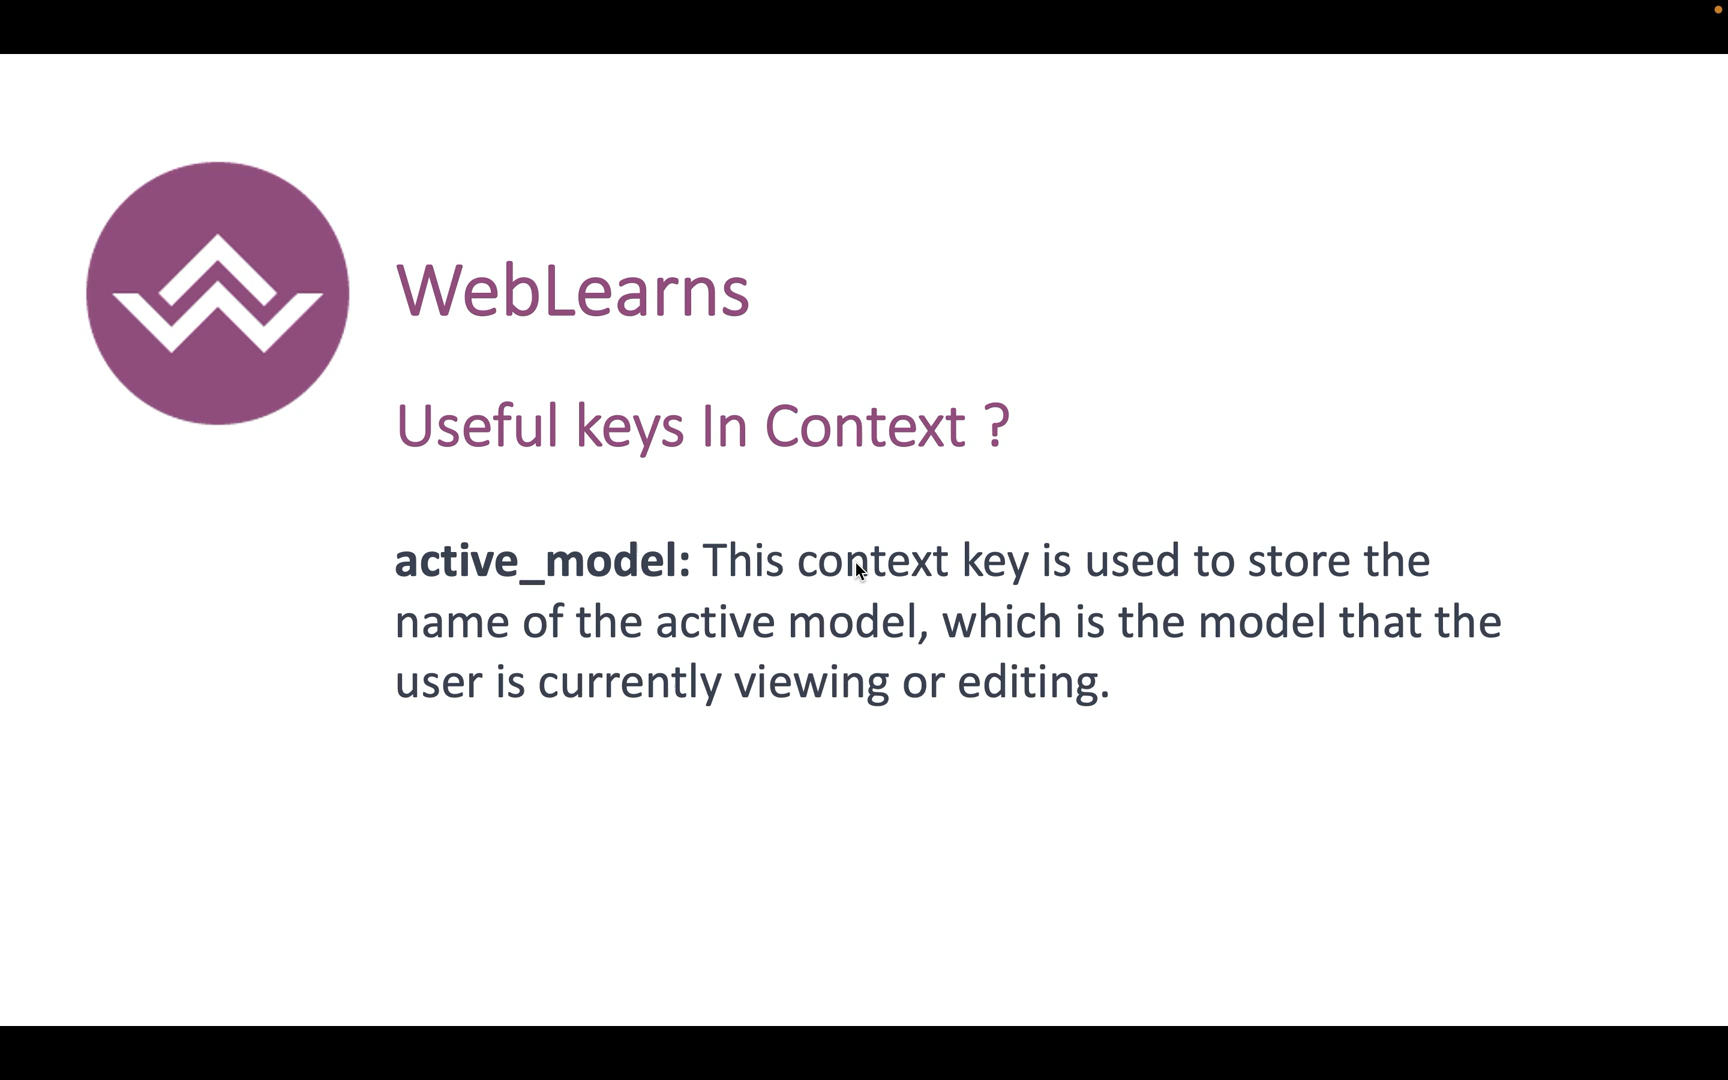 WebLearns
Useful keys In Context ?
active_model: This context key is used to store the
name of the active model, which is the model that the
user is currently viewing or editing.